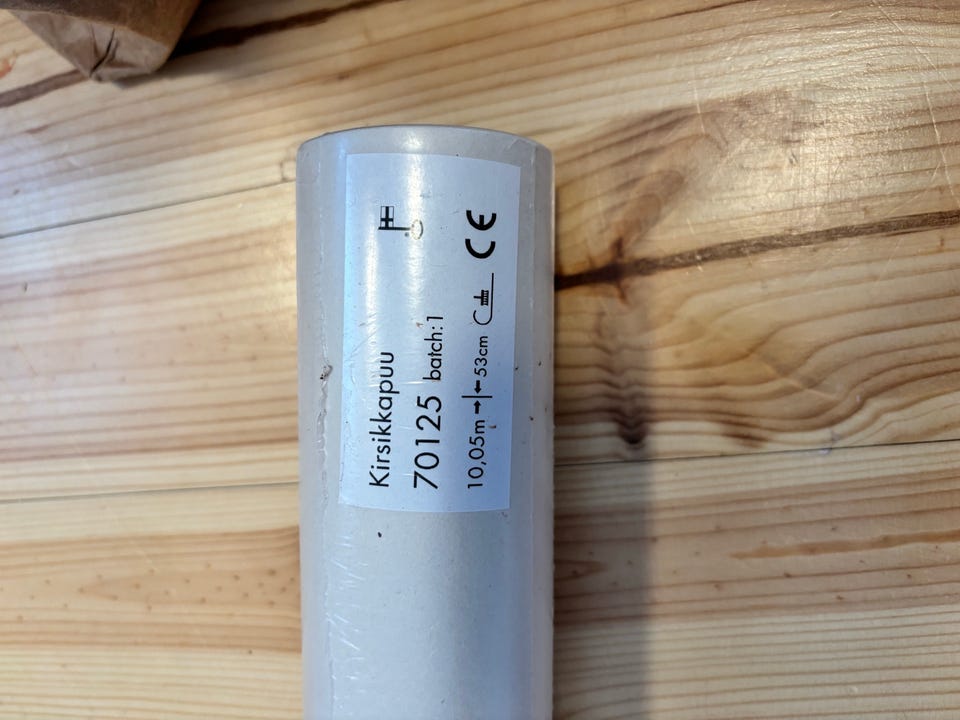 Kirsikkapuu
70125 batch:1
10,05m 53cm CE